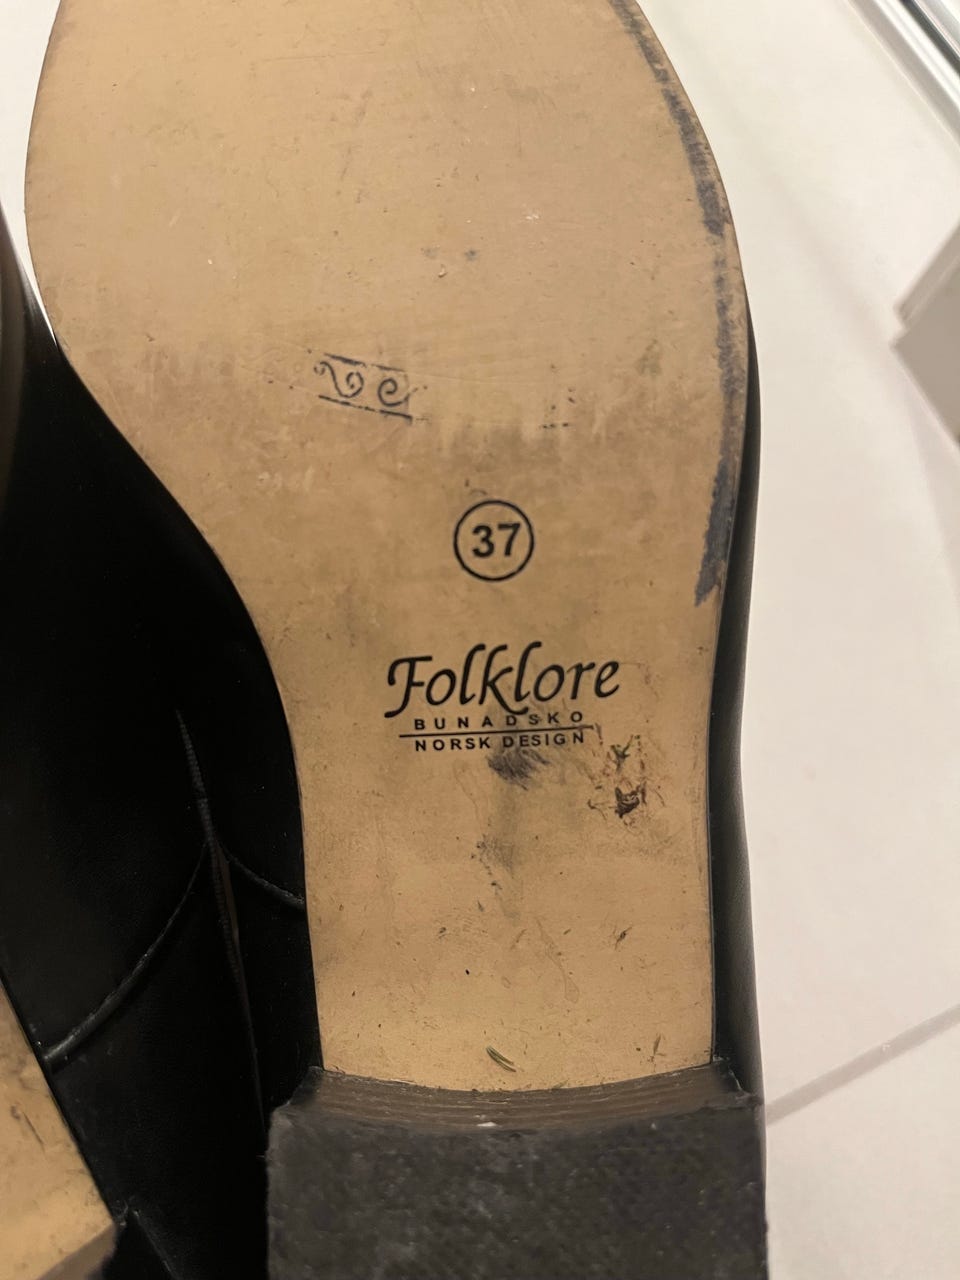 37
Folklore
BUNADSKO
NORSK DESIGN